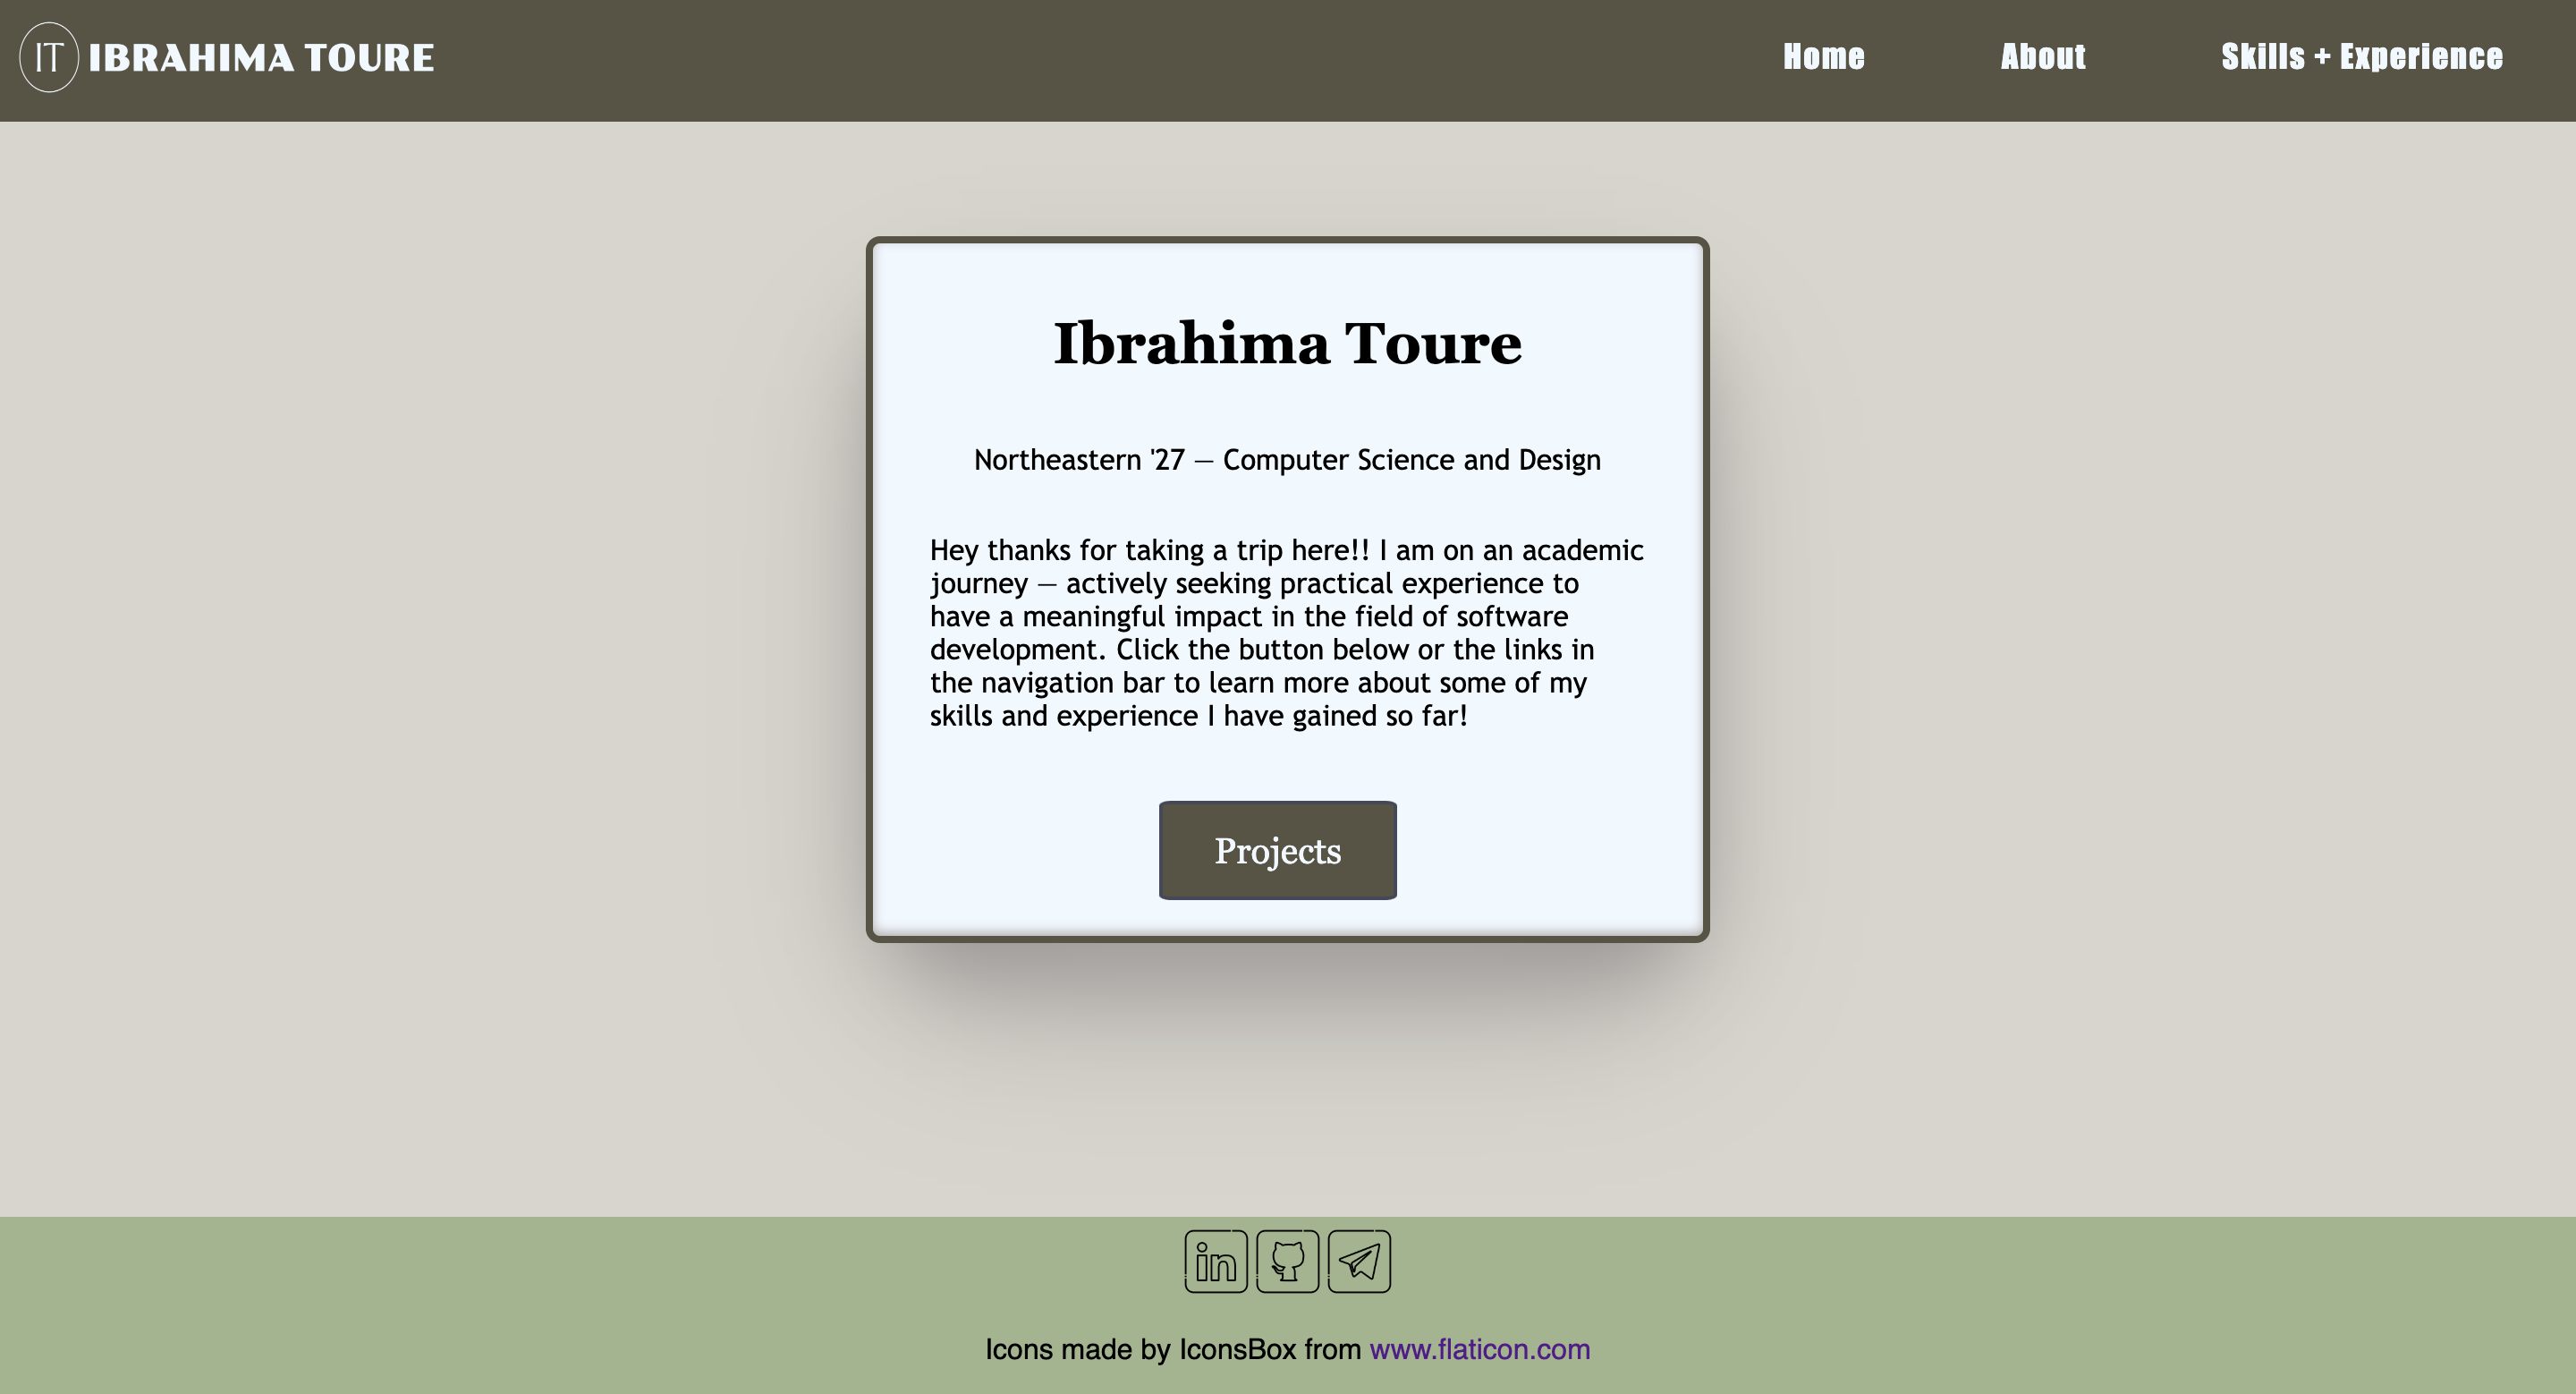 IT IBRAHIMA TOURE
Home About Skills + Experience
Ibrahima Toure
Northeastern '27 — Computer Science and Design
Hey thanks for taking a trip here!! I am on an academic
journey — actively seeking practical experience to
have a meaningful impact in the field of software
development. Click the button below or the links in
the navigation bar to learn more about some of my
skills and experience I have gained so far!
Projects
in
Icons made by IconsBox from www.flaticon.com